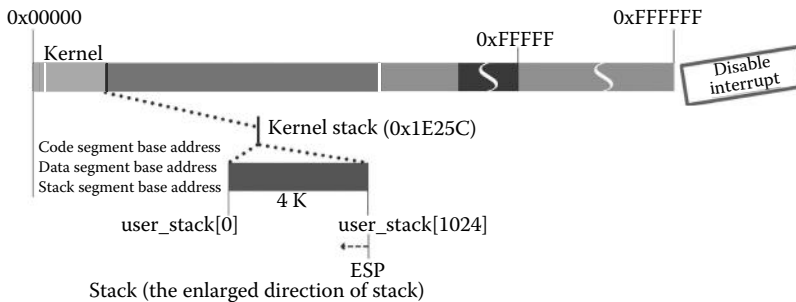 0x00000
0xFFFFFF
0xFFFFF
Kernel
Disable
interrupt
Kernel stack (0x1E25C)
Code segment base address
Data segment base address
Stack segment base address
4 K
user_stack[0]
user_stack[1024]
ESP
Stack (the enlarged direction of stack)